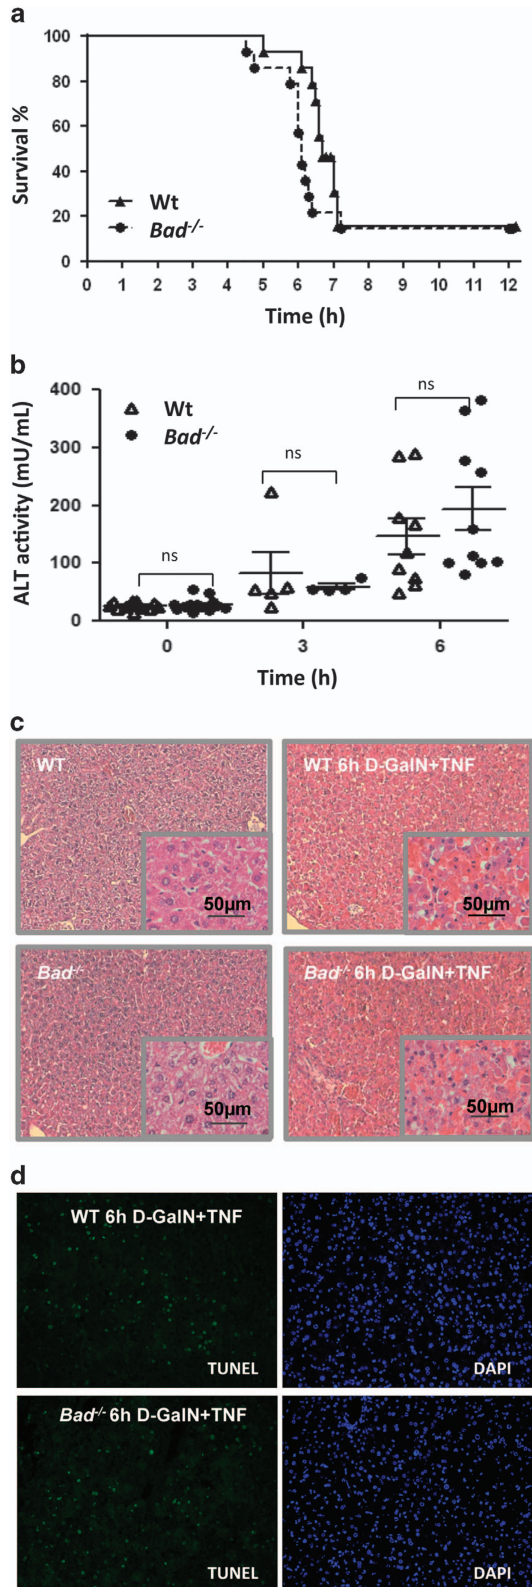 a
100
80
60
40
20
0
Survival %
Wt
Bad-/-
0 1 2 3 4 5 6 7 8 9 10 11 12
Time (h)
b
400
300
200
100
0
ALT activity (mU/mL)
Wt
Bad-/-
ns
ns
ns
0 3 6
Time (h)
c
WT
50µm
WT 6h D-GalN+TNF
50µm
Bad-/-
50µm
Bad-/- 6h D-GalN+TNF
50µm
d
WT 6h D-GalN+TNF
TUNEL
DAPI
Bad-/- 6h D-GalN+TNF
TUNEL
DAPI